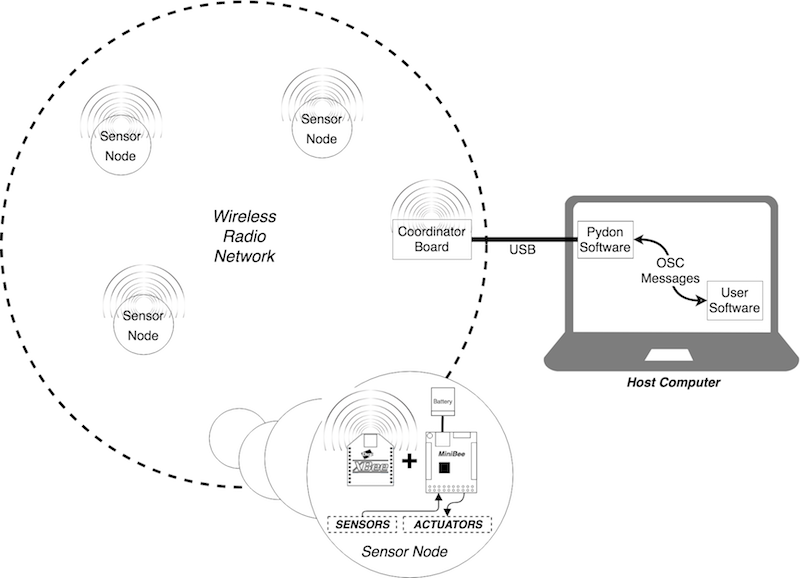 Sensor
Node
Sensor
Node
Wireless
Radio
Network
Coordinator
Board
USB
Pydon
Software
OSC
Messages
User
Software
Host Computer
Sensor
Node
Battery
XBee
+
MiniBee
SENSORS
ACTUATORS
Sensor Node